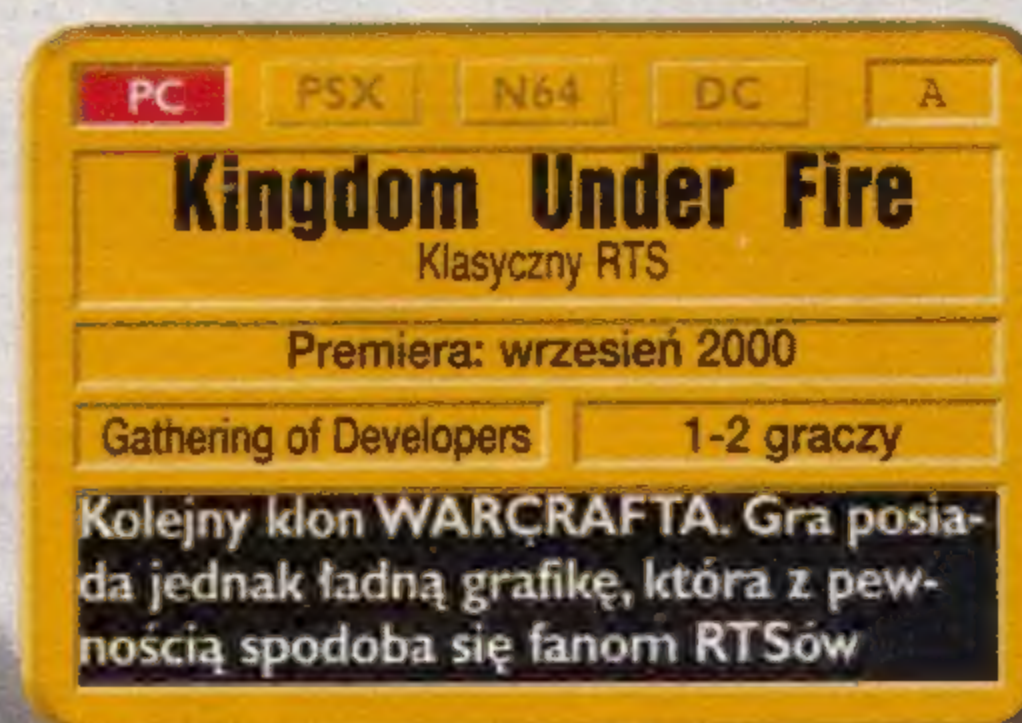 PC PSX N64 DC A
Kingdom Under Fire
Klasyczny RTS
Premiera: wrzesień 2000
Gathering of Developers 1-2 graczy
Kolejny klon WARCRAFTA. Gra posia-
da jednak ładną grafikę, która z pew-
nością spodoba się fanom RTSów